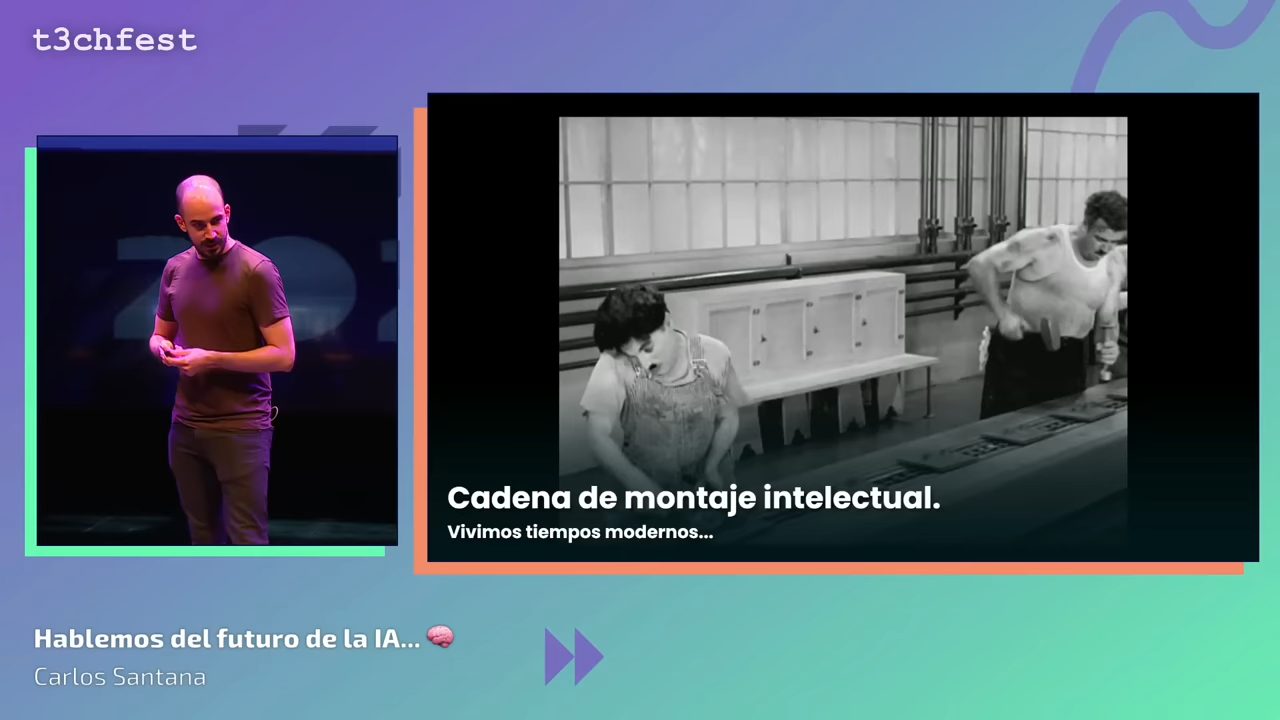 t3chfest
Cadena de montaje intelectual.
Vivimos tiempos modernos...
Hablemos del futuro de la IA... 🧠
Carlos Santana